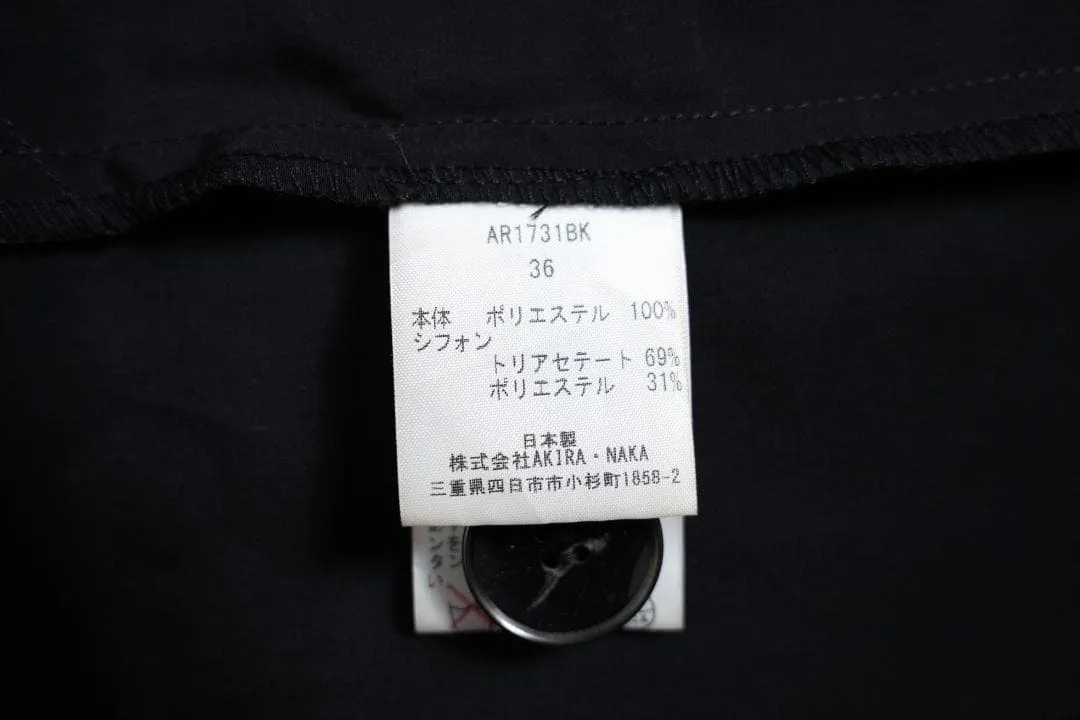 AR1731BK
36
本体 ポリエステル 100%
シフォン
トリアセテート 69%
ポリエステル 31%
日本製
株式会社AKIRA・NAKA
三重県四日市市小杉町1858-2